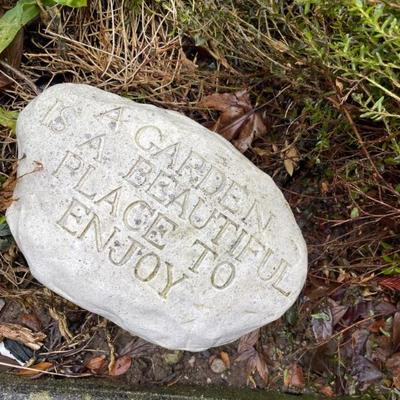 A GARDEN
IS A BEAUTIFUL
PLACE TO
ENJOY